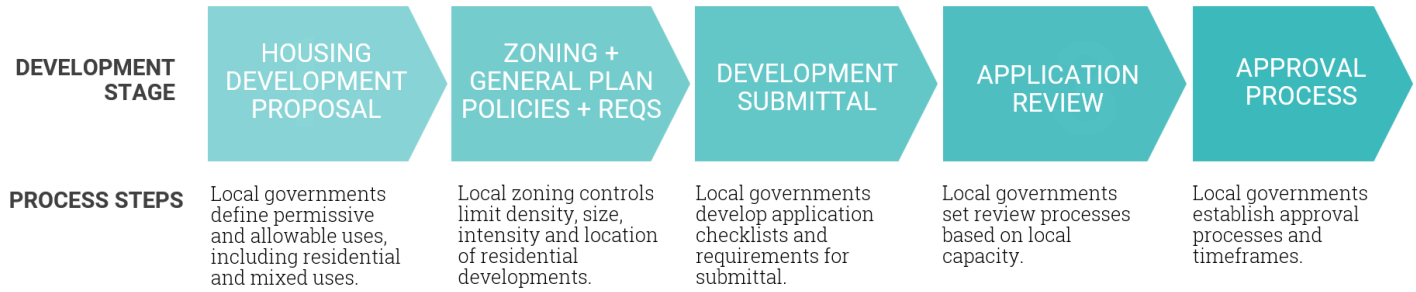 DEVELOPMENT
STAGE
HOUSING
DEVELOPMENT
PROPOSAL
ZONING +
GENERAL PLAN
POLICIES + REQS
DEVELOPMENT
SUBMITTAL
APPLICATION
REVIEW
APPROVAL
PROCESS
PROCESS STEPS
Local governments
define permissive
and allowable uses,
including residential
and mixed uses.
Local zoning controls
limit density, size,
intensity and location
of residential
developments.
Local governments
develop application
checklists and
requirements for
submittal.
Local governments
set review processes
based on local
capacity.
Local governments
establish approval
processes and
timeframes.